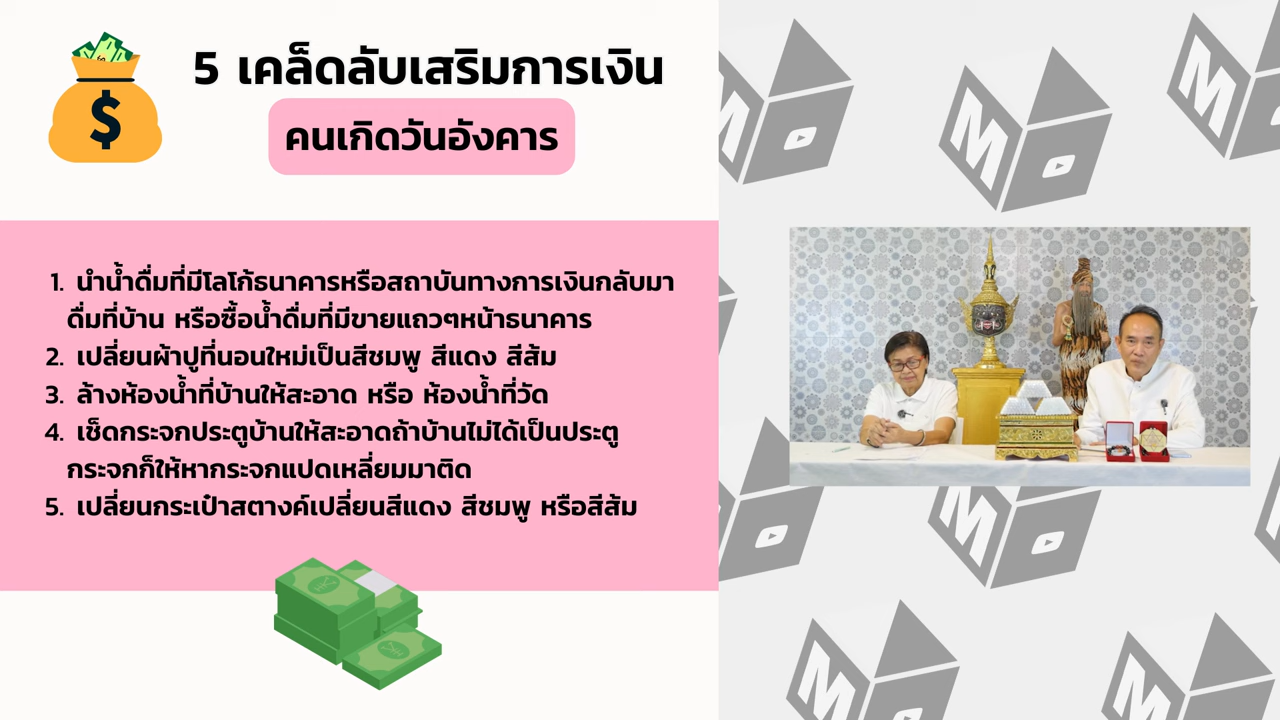 5 เคล็ดลับเสริมการเงิน
คนเกิดวันอังคาร
1. นำน้ำดื่มที่มีโลโก้ธนาคารหรือสถาบันทางการเงินกลับมา
ดื่มที่บ้าน หรือซื้อน้ำดื่มที่มีขายแถวๆหน้าธนาคาร
2. เปลี่ยนผ้าปูที่นอนใหม่เป็นสีชมพู สีแดง สีส้ม
3. ล้างห้องน้ำที่บ้านให้สะอาด หรือ ห้องน้ำที่วัด
4. เช็ดกระจกประตูบ้านให้สะอาดถ้าบ้านไม่ได้เป็นประตู
กระจกก็ให้หากระจกแปดเหลี่ยมมาติด
5. เปลี่ยนกระเป๋าสตางค์เปลี่ยนสีแดง สีชมพู หรือสีส้ม
$
M
M
M
M
M
M
M